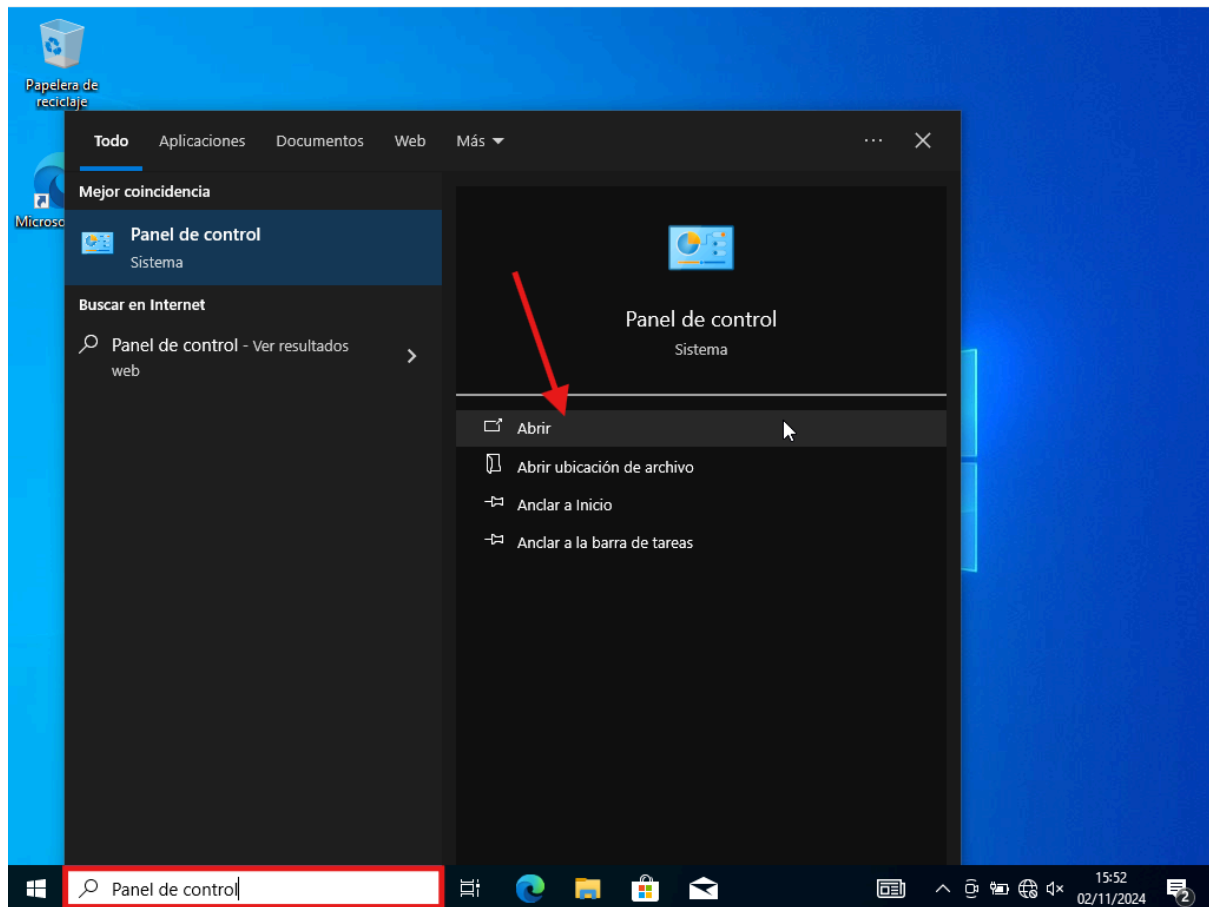 Papelera de
reciclaje
Todo Aplicaciones Documentos Web Más
Mejor coincidencia
Panel de control
Sistema
Buscar en Internet
Panel de control - Ver resultados
web
Panel de control
Sistema
Abrir
Abrir ubicación de archivo
Anclar a Inicio
Anclar a la barra de tareas
Panel de control
15:52
02/11/2024
2